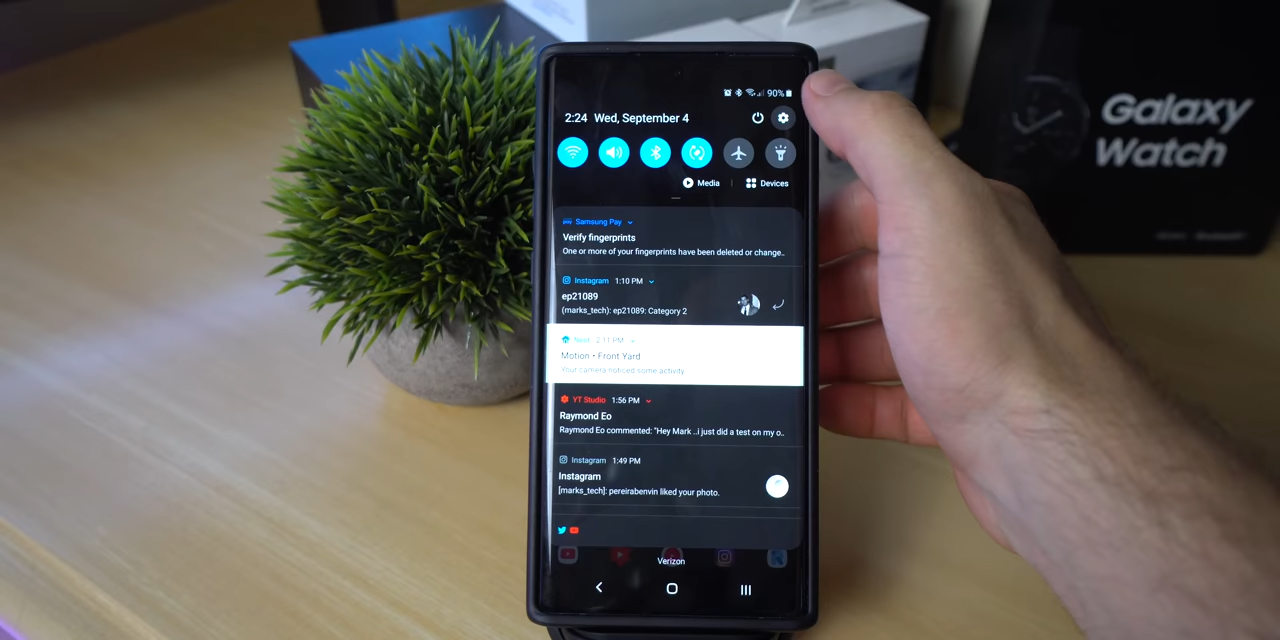 90%
2:24 Wed, September 4
Media | Devices
Samsung Pay
Verify fingerprints
One or more of your fingerprints have been deleted or change..
Instagram 1:10 PM
ep21089
(marks_tech): ep21089: Category 2
Nest 2:11 PM
Motion • Front Yard
Your camera noticed some activity
YT Studio 1:56 PM
Raymond Eo
Raymond Eo commented: "Hey Mark ..i just did a test on my o..
Instagram 1:49 PM
Instagram
[marks_tech]: pereirabenvin liked your photo.
Verizon
Galaxy
Watch